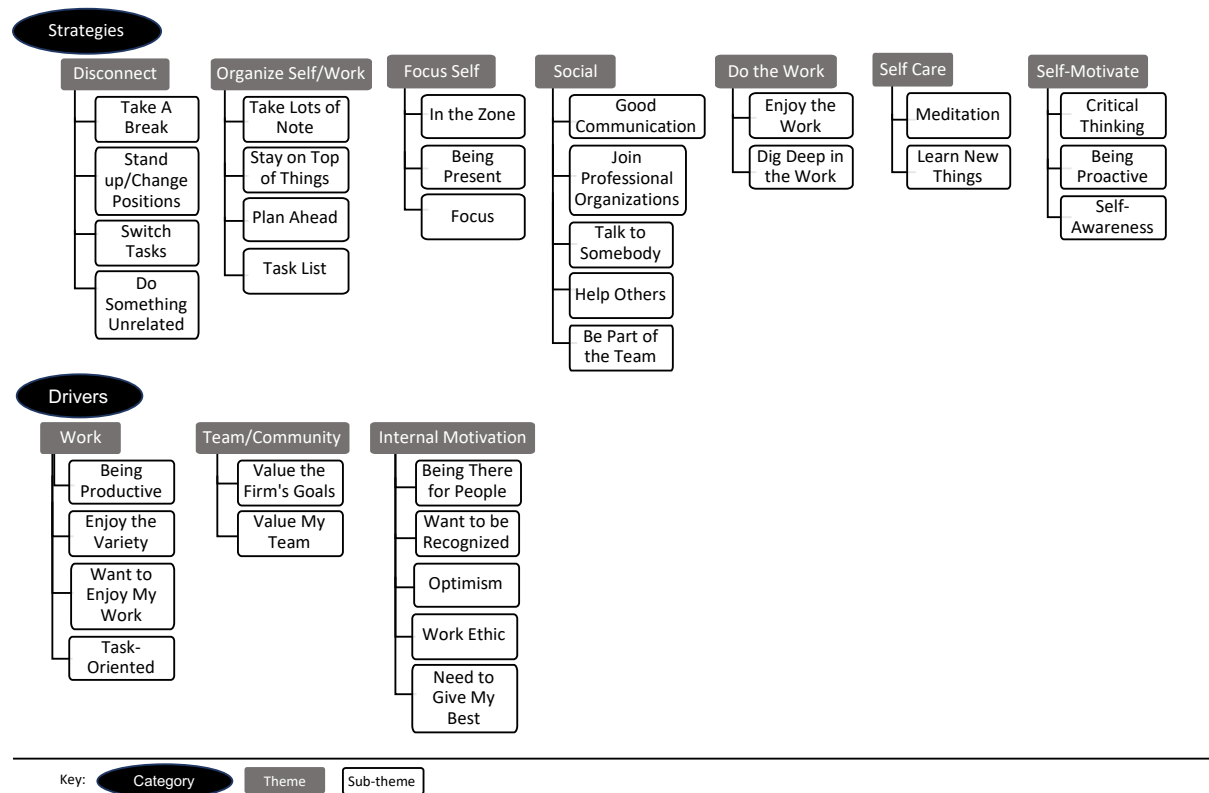 Strategies
Disconnect
Take A
Break
Stand
up/Change
Positions
Switch
Tasks
Do
Something
Unrelated
Organize Self/Work
Take Lots of
Note
Stay on Top
of Things
Plan Ahead
Task List
Focus Self
In the Zone
Being
Present
Focus
Social
Good
Communication
Join
Professional
Organizations
Talk to
Somebody
Help Others
Be Part of
the Team
Do the Work
Enjoy the
Work
Dig Deep in
the Work
Self Care
Meditation
Learn New
Things
Self-Motivate
Critical
Thinking
Being
Proactive
Self-
Awareness
Drivers
Work
Being
Productive
Enjoy the
Variety
Want to
Enjoy My
Work
Task-
Oriented
Team/Community
Value the
Firm's Goals
Value My
Team
Internal Motivation
Being There
for People
Want to be
Recognized
Optimism
Work Ethic
Need to
Give My
Best
Key: Category Theme Sub-theme